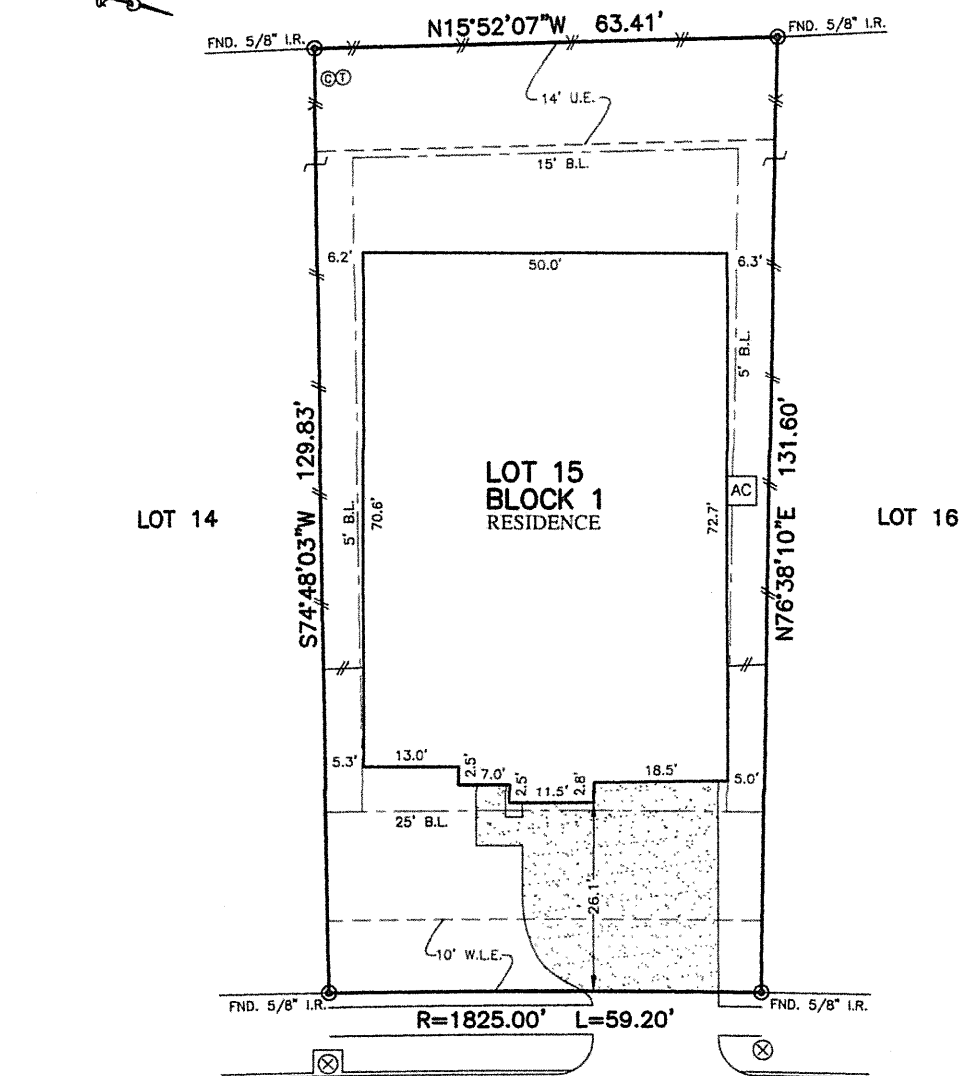 N15°52'07"W 63.41'
FND. 5/8" I.R.
FND. 5/8" I.R.
C T
14' U.E.
15' B.L.
6.2'
50.0'
6.3'
5' B.L.
S74°48'03"W 129.83'
N76°38'10"E 131.60'
LOT 15
BLOCK 1
RESIDENCE
AC
LOT 14
LOT 16
5' B.L.
70.6'
72.7'
5.3'
13.0'
2.5'
7.0'
2.5'
11.5'
2.8'
18.5'
5.0'
25' B.L.
26.1'
10' W.L.E.
FND. 5/8" I.R.
FND. 5/8" I.R.
R=1825.00' L=59.20'